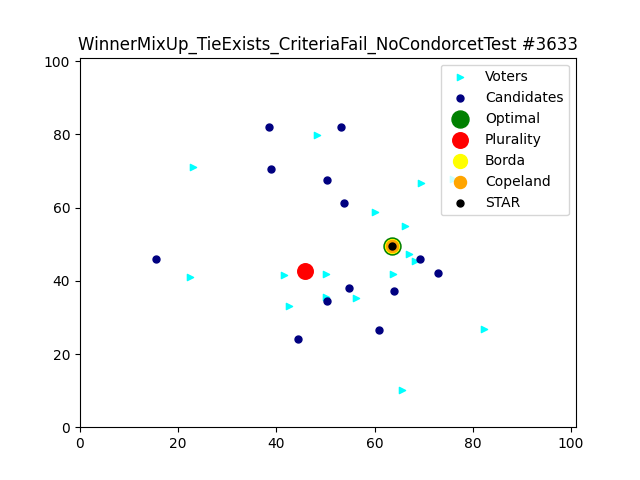 WinnerMixUp_TieExists_CriteriaFail_NoCondorcetTest #3633
100
80
60
40
20
0
Voters
Candidates
Optimal
Plurality
Borda
Copeland
STAR
0 20 40 60 80 100